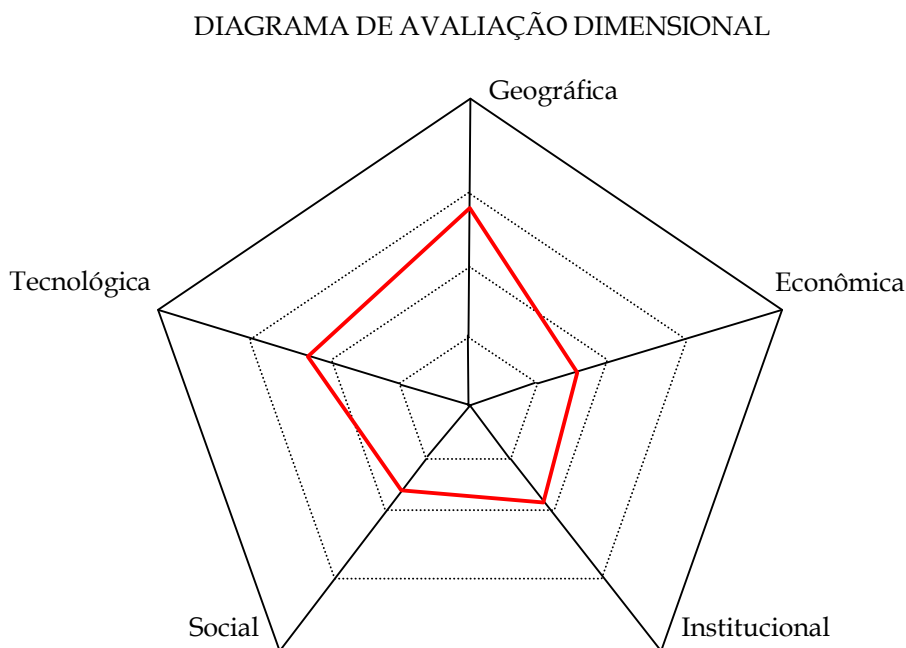 DIAGRAMA DE AVALIAÇÃO DIMENSIONAL
Geográfica
Tecnológica
Econômica
Social
Institucional